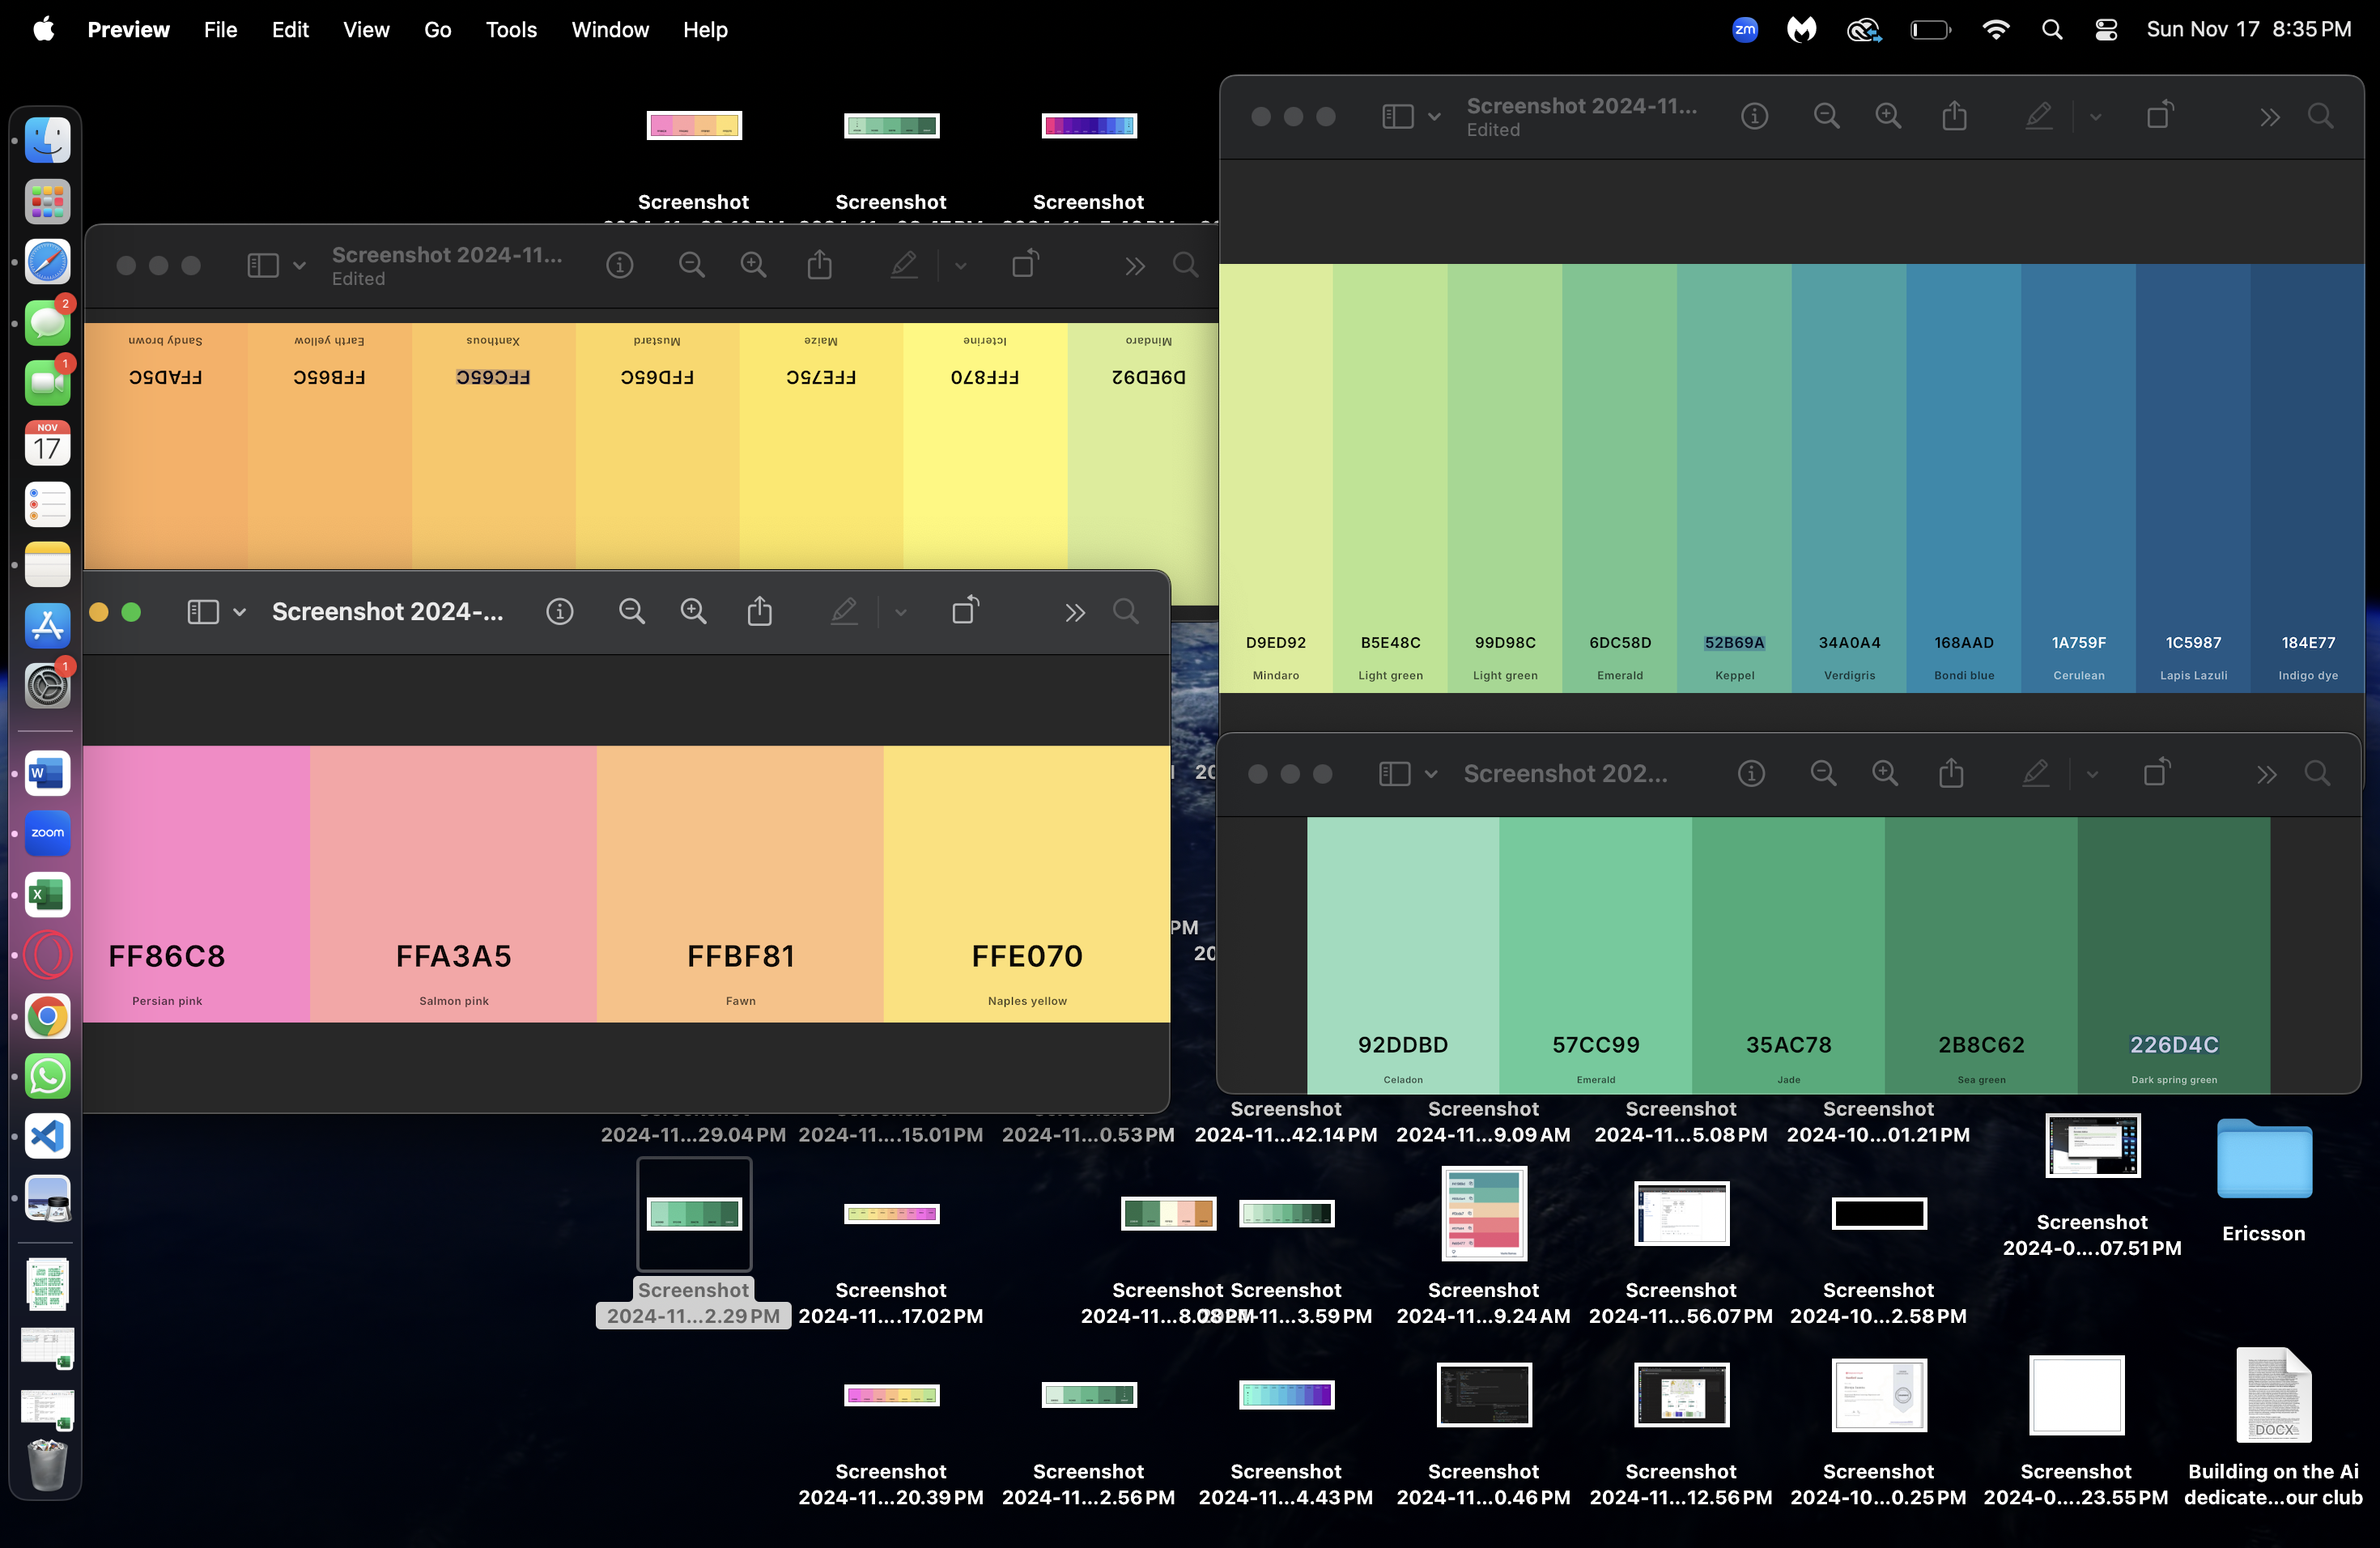 Preview File Edit View Go Tools Window Help
zm
Sun Nov 17 8:35 PM
Screenshot
Screenshot
Screenshot
Screenshot 2024-11...
Edited
Sandy brown Earth yellow Xanthous Mustard Maize Icterine Mindaro
FFAD5C FFB65C FFC65C FFD65C FFE75C FFF870 D9ED92
Screenshot 2024-11...
Edited
D9ED92 B5E48C 99D98C 6DC58D 52B69A 34A0A4 168AAD 1A759F 1C5987 184E77
Mindaro Light green Light green Emerald Keppel Verdigris Bondi blue Cerulean Lapis Lazuli Indigo dye
Screenshot 2024-...
FF86C8 FFA3A5 FFBF81 FFE070
Persian pink Salmon pink Fawn Naples yellow
Screenshot 202...
92DDBD 57CC99 35AC78 2B8C62 226D4C
Celadon Emerald Jade Sea green Dark spring green
2
1
NOV
17
1
W
zoom
X
PM
Screenshot Screenshot Screenshot Screenshot
2024-11...29.04 PM 2024-11....15.01 PM 2024-11...0.53 PM 2024-11...42.14 PM 2024-11...9.09 AM 2024-11...5.08 PM 2024-10...01.21 PM
Screenshot
2024-0....07.51 PM
Ericsson
Screenshot Screenshot Screenshot Screenshot Screenshot Screenshot Screenshot
2024-11...2.29 PM 2024-11....17.02 PM 2024-11...8.08 PM 2024-11...3.59 PM 2024-11...9.24 AM 2024-11...56.07 PM 2024-10...2.58 PM
DOCX
Screenshot Screenshot Screenshot Screenshot Screenshot Screenshot Screenshot Building on the Ai
2024-11...20.39 PM 2024-11...2.56 PM 2024-11...4.43 PM 2024-11...0.46 PM 2024-11...12.56 PM 2024-10...0.25 PM 2024-0....23.55 PM dedicate...our club